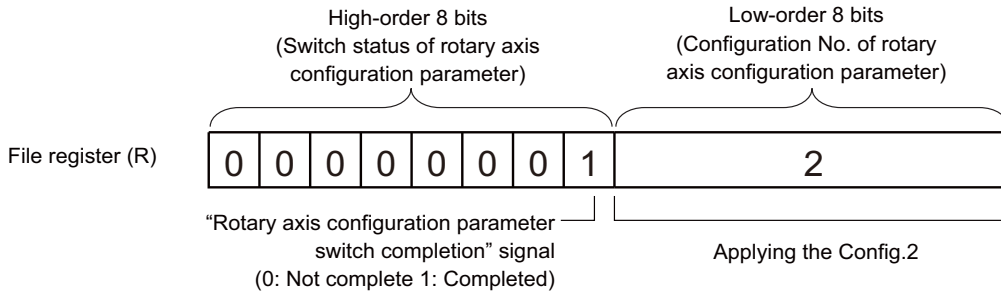 High-order 8 bits
(Switch status of rotary axis
configuration parameter)
Low-order 8 bits
(Configuration No. of rotary
axis configuration parameter)
File register (R)
0 0 0 0 0 0 0 1 2
“Rotary axis configuration parameter
switch completion” signal
(0: Not complete 1: Completed)
Applying the Config.2